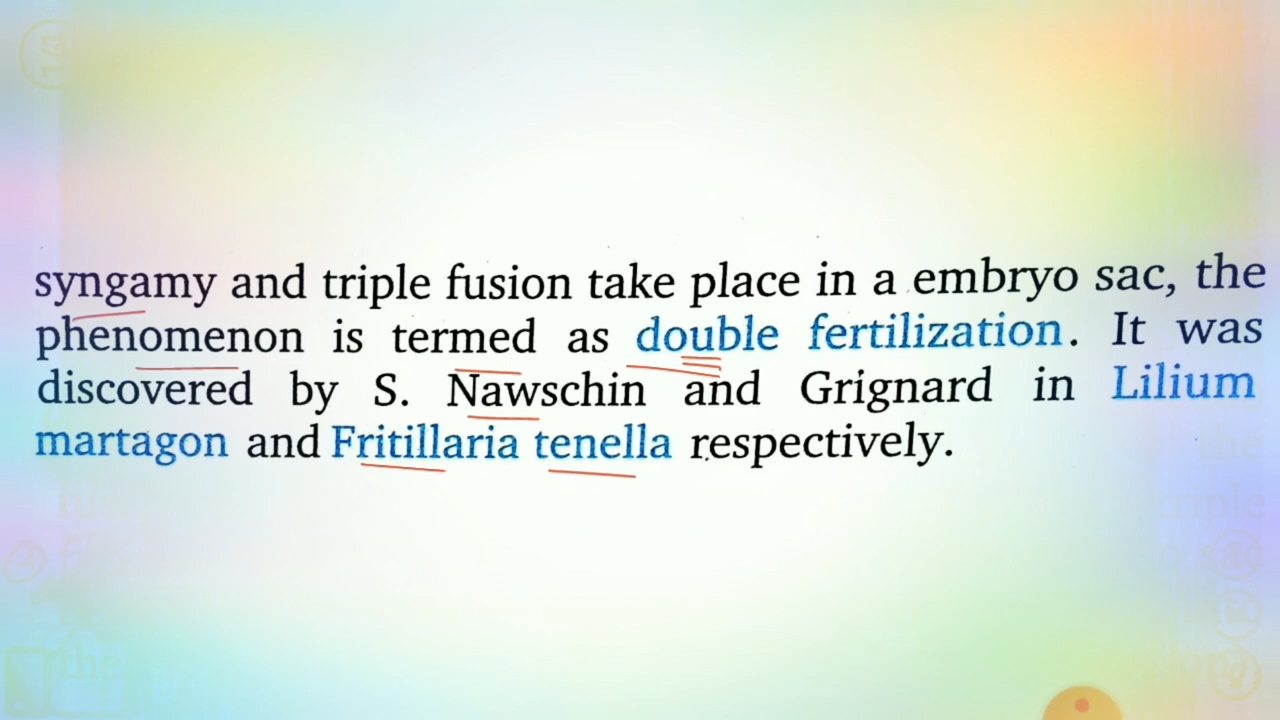 syngamy and triple fusion take place in a embryo sac, the
phenomenon is termed as double fertilization. It was
discovered by S. Nawschin and Grignard in Lilium
martagon and Fritillaria tenella respectively.